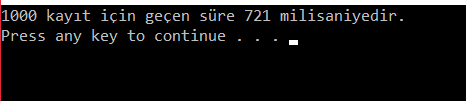 1000 kayıt için geçen süre 721 milisaniyedir.
Press any key to continue . . .